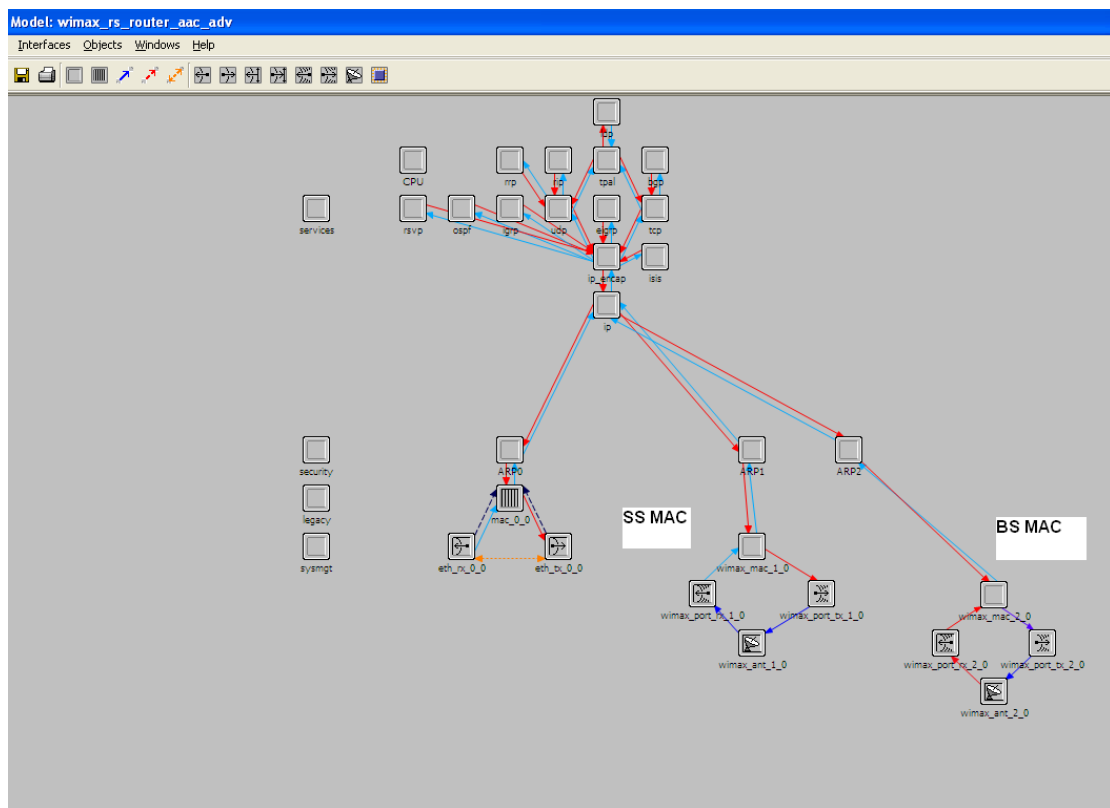 Model: wimax_rs_router_aac_adv
Interfaces Objects Windows Help
CPU
rrp
rip
tpal
bgp
services
rsvp
ospf
igrp
udp
eigrp
tcp
ip_encap
isis
ip
security
ARP0
ARP1
ARP2
legacy
mac_0_0
SS MAC
BS MAC
sysmgt
eth_rx_0_0
eth_tx_0_0
wimax_mac_1_0
wimax_port_rx_1_0
wimax_port_tx_1_0
wimax_mac_2_0
wimax_ant_1_0
wimax_port_rx_2_0
wimax_port_tx_2_0
wimax_ant_2_0